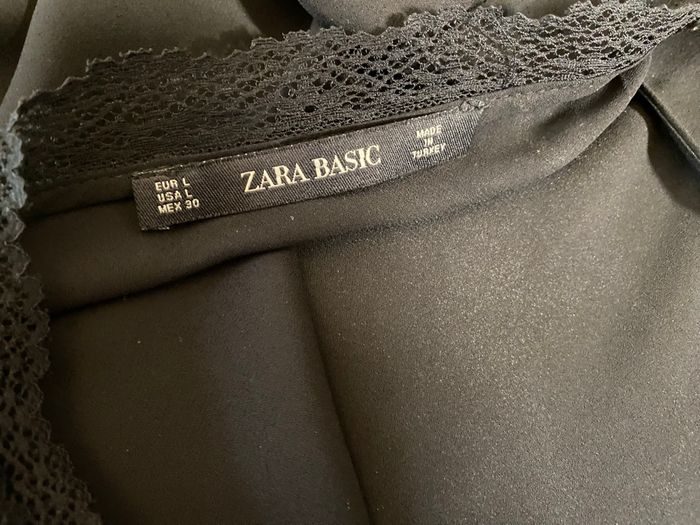 EUR L
USA L
MEX 30
ZARA BASIC
MADE
IN
TURKEY